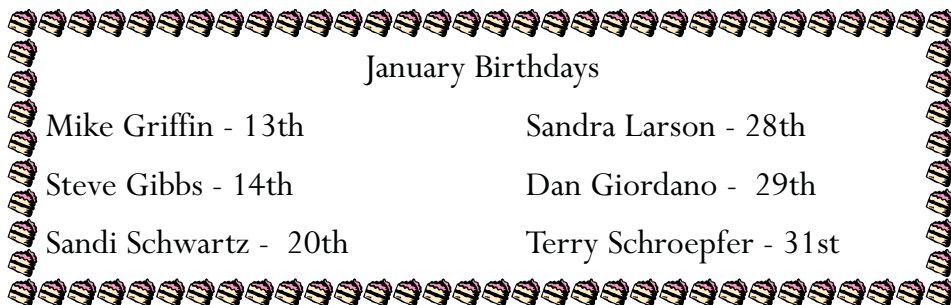 January Birthdays
Mike Griffin - 13th
Steve Gibbs - 14th
Sandi Schwartz - 20th
Sandra Larson - 28th
Dan Giordano - 29th
Terry Schroepfer - 31st